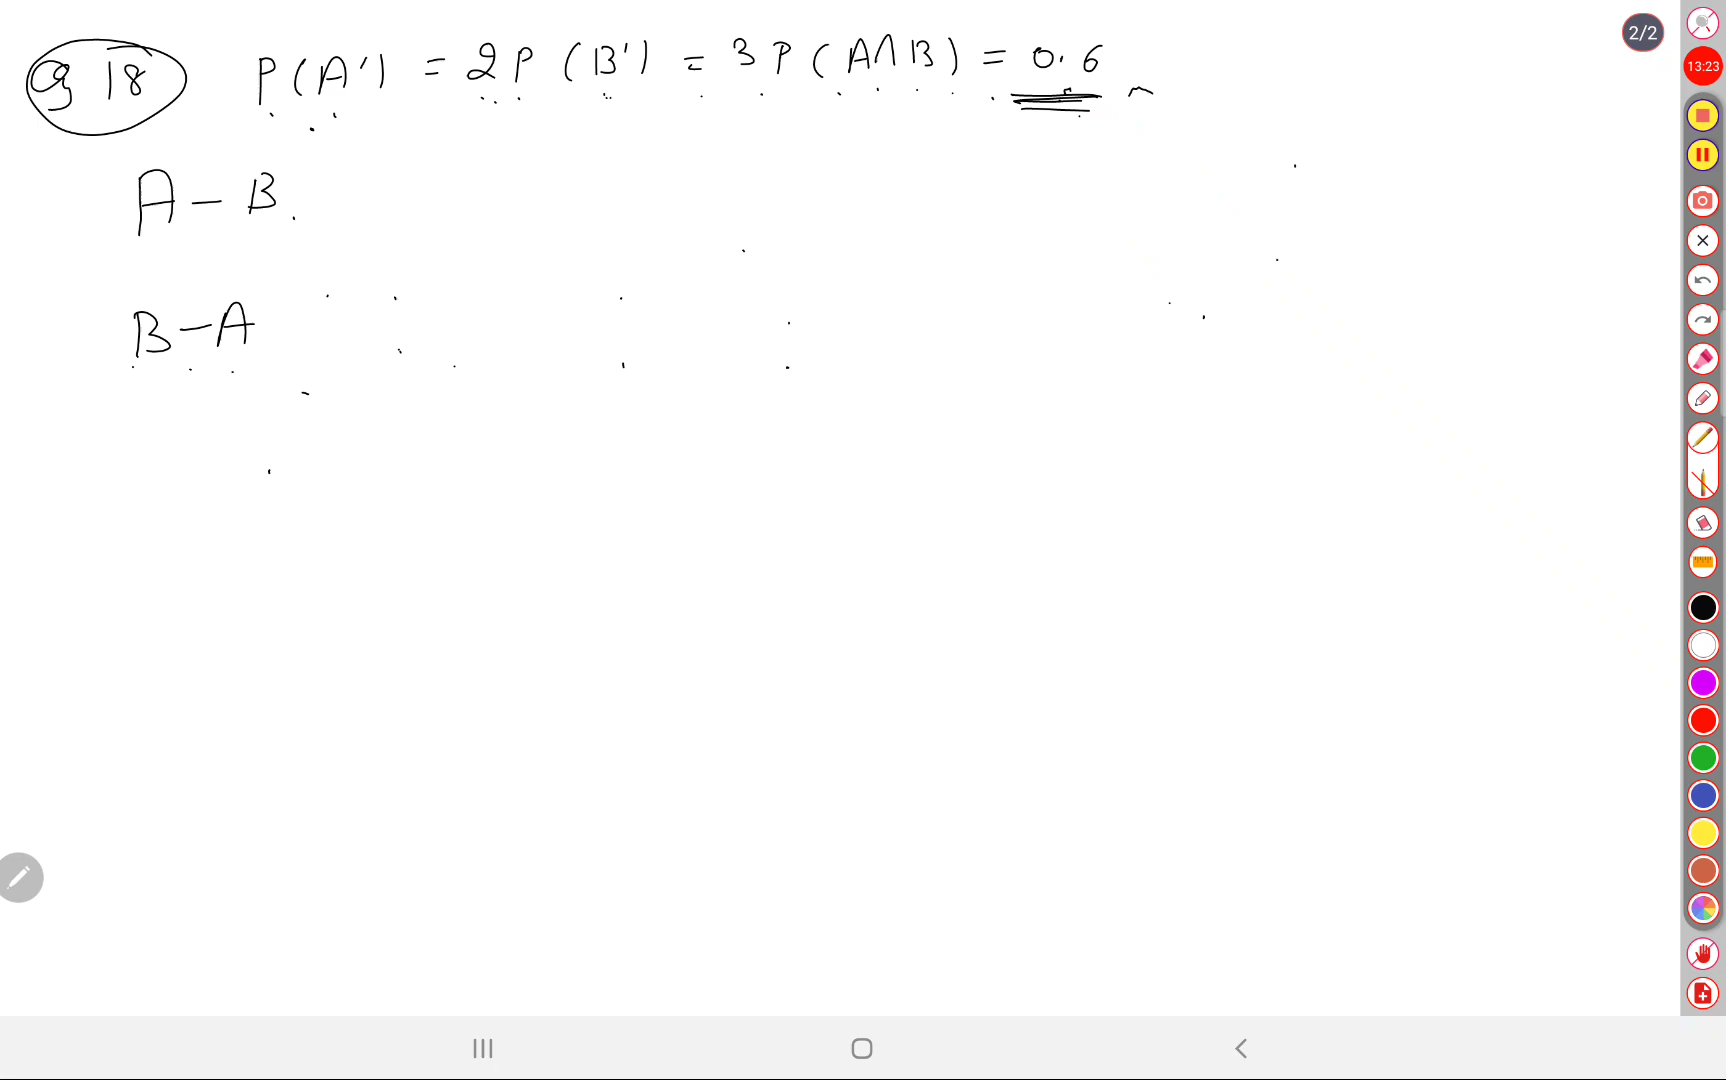 2/2
13:23
Q 18 P(A') = 2P(B') = 3P(A∩B) = 0.6
A – B.
B – A